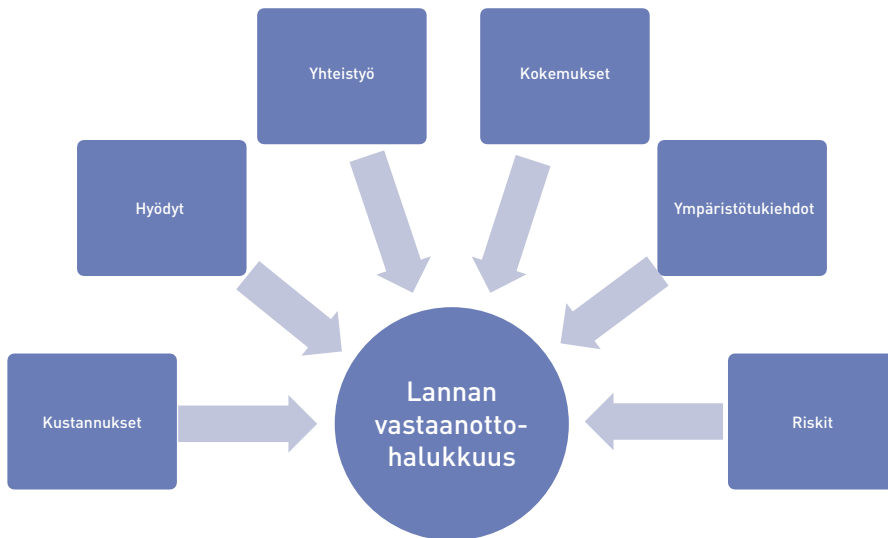 Yhteistyö
Kokemukset
Hyödyt
Ympäristötukiehdot
Kustannukset
Lannan
vastaanotto-
halukkuus
Riskit